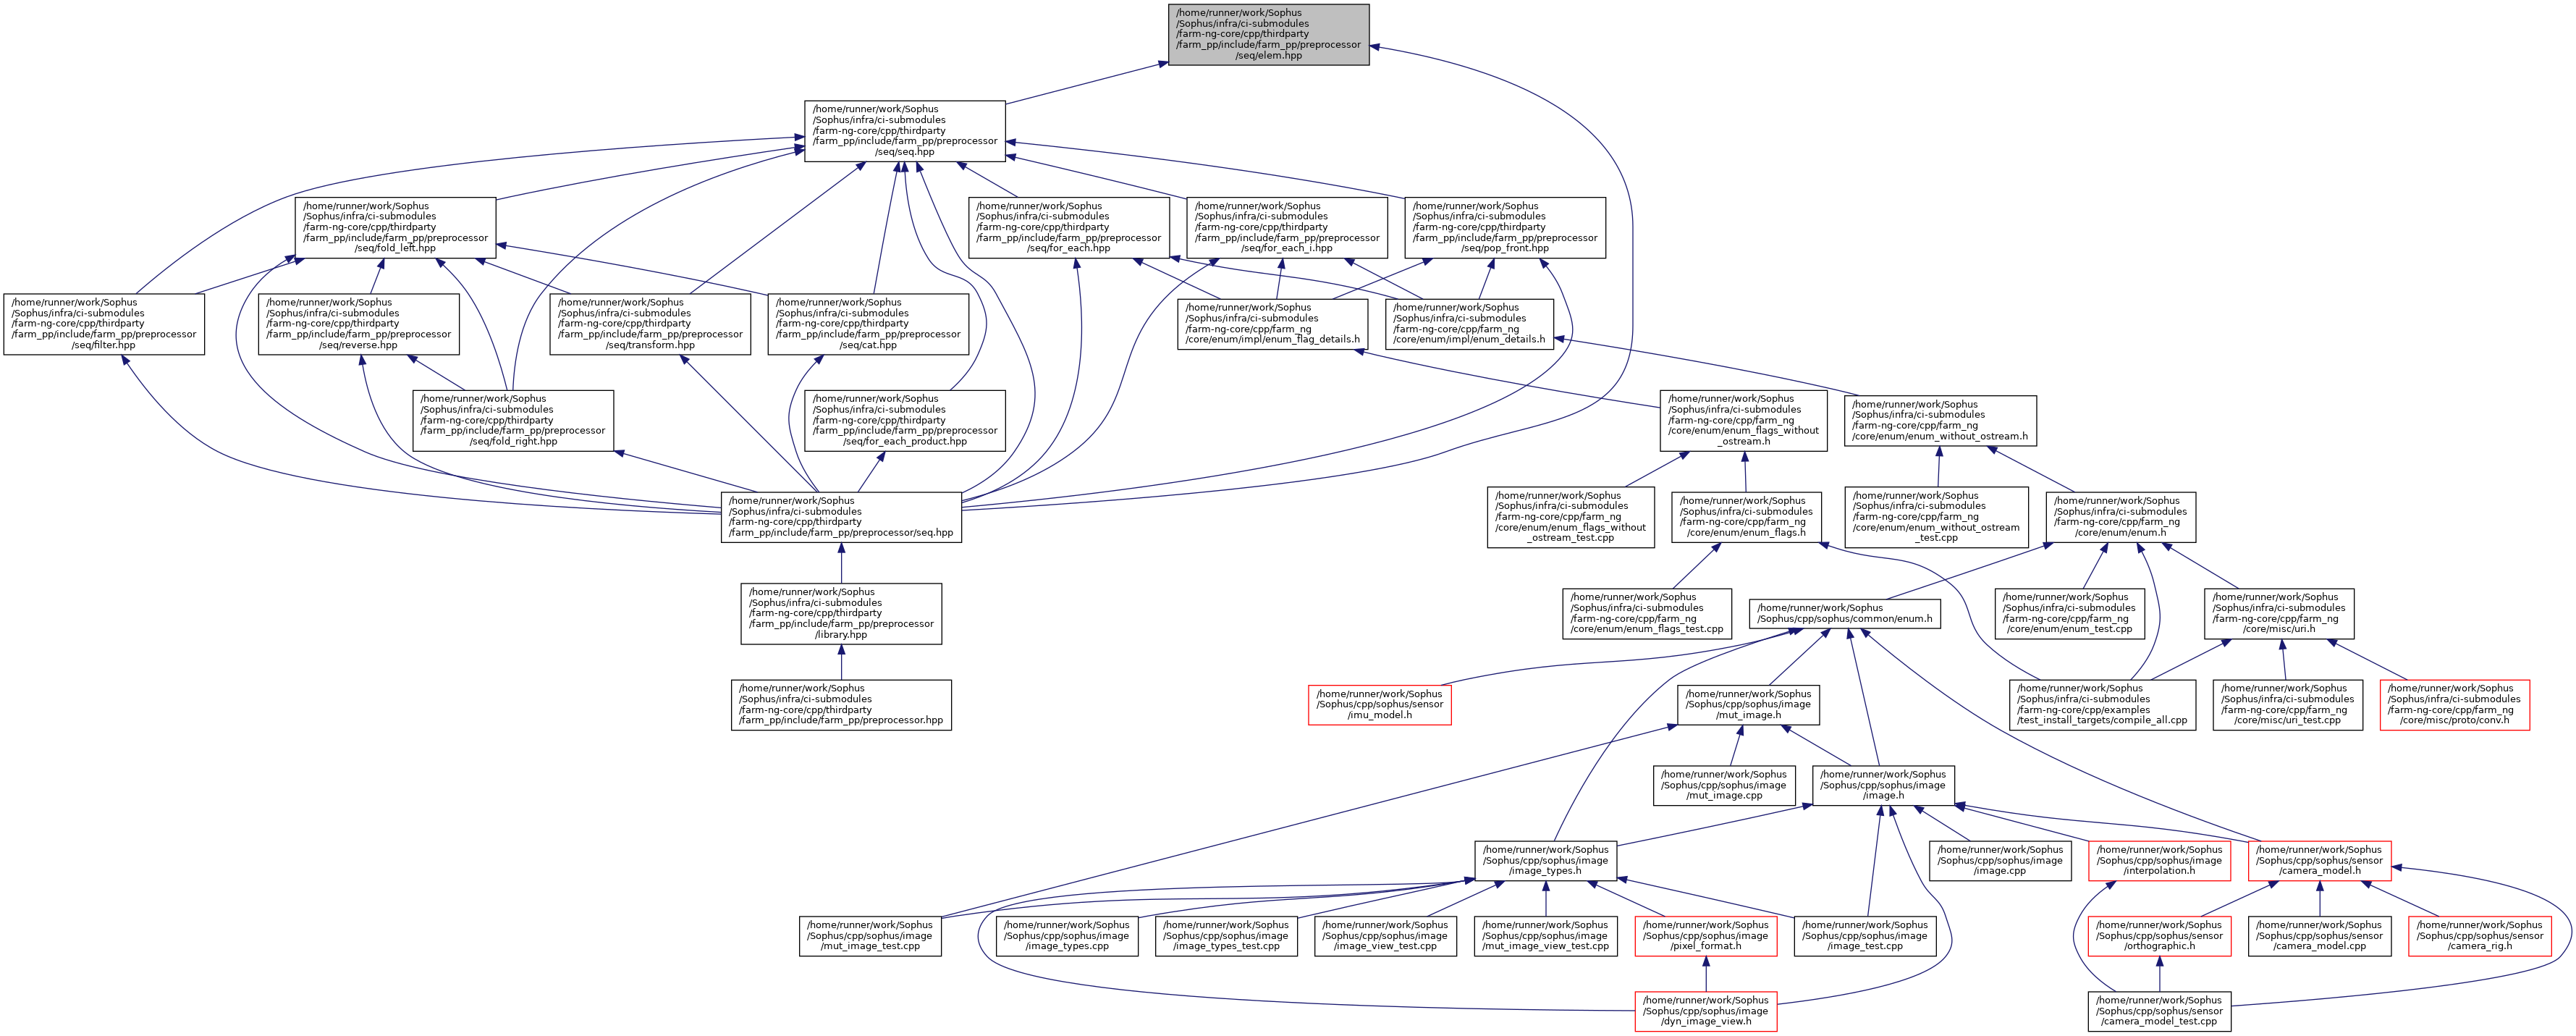 /home/runner/work/Sophus
/Sophus/infra/ci-submodules
/farm-ng-core/cpp/thirdparty
/farm_pp/include/farm_pp/preprocessor
/seq/elem.hpp
/home/runner/work/Sophus
/Sophus/infra/ci-submodules
/farm-ng-core/cpp/thirdparty
/farm_pp/include/farm_pp/preprocessor
/seq/seq.hpp
/home/runner/work/Sophus
/Sophus/infra/ci-submodules
/farm-ng-core/cpp/thirdparty
/farm_pp/include/farm_pp/preprocessor
/seq/fold_left.hpp
/home/runner/work/Sophus
/Sophus/infra/ci-submodules
/farm-ng-core/cpp/thirdparty
/farm_pp/include/farm_pp/preprocessor
/seq/for_each.hpp
/home/runner/work/Sophus
/Sophus/infra/ci-submodules
/farm-ng-core/cpp/thirdparty
/farm_pp/include/farm_pp/preprocessor
/seq/for_each_i.hpp
/home/runner/work/Sophus
/Sophus/infra/ci-submodules
/farm-ng-core/cpp/thirdparty
/farm_pp/include/farm_pp/preprocessor
/seq/pop_front.hpp
/home/runner/work/Sophus
/Sophus/infra/ci-submodules
/farm-ng-core/cpp/thirdparty
/farm_pp/include/farm_pp/preprocessor
/seq/filter.hpp
/home/runner/work/Sophus
/Sophus/infra/ci-submodules
/farm-ng-core/cpp/thirdparty
/farm_pp/include/farm_pp/preprocessor
/seq/reverse.hpp
/home/runner/work/Sophus
/Sophus/infra/ci-submodules
/farm-ng-core/cpp/thirdparty
/farm_pp/include/farm_pp/preprocessor
/seq/transform.hpp
/home/runner/work/Sophus
/Sophus/infra/ci-submodules
/farm-ng-core/cpp/thirdparty
/farm_pp/include/farm_pp/preprocessor
/seq/cat.hpp
/home/runner/work/Sophus
/Sophus/infra/ci-submodules
/farm-ng-core/cpp/farm_ng
/core/enum/impl/enum_flag_details.h
/home/runner/work/Sophus
/Sophus/infra/ci-submodules
/farm-ng-core/cpp/farm_ng
/core/enum/impl/enum_details.h
/home/runner/work/Sophus
/Sophus/infra/ci-submodules
/farm-ng-core/cpp/thirdparty
/farm_pp/include/farm_pp/preprocessor
/seq/fold_right.hpp
/home/runner/work/Sophus
/Sophus/infra/ci-submodules
/farm-ng-core/cpp/thirdparty
/farm_pp/include/farm_pp/preprocessor
/seq/for_each_product.hpp
/home/runner/work/Sophus
/Sophus/infra/ci-submodules
/farm-ng-core/cpp/farm_ng
/core/enum/enum_flags_without
_ostream.h
/home/runner/work/Sophus
/Sophus/infra/ci-submodules
/farm-ng-core/cpp/farm_ng
/core/enum/enum_without_ostream.h
/home/runner/work/Sophus
/Sophus/infra/ci-submodules
/farm-ng-core/cpp/thirdparty
/farm_pp/include/farm_pp/preprocessor/seq.hpp
/home/runner/work/Sophus
/Sophus/infra/ci-submodules
/farm-ng-core/cpp/farm_ng
/core/enum/enum_flags_without
_ostream_test.cpp
/home/runner/work/Sophus
/Sophus/infra/ci-submodules
/farm-ng-core/cpp/farm_ng
/core/enum/enum_flags.h
/home/runner/work/Sophus
/Sophus/infra/ci-submodules
/farm-ng-core/cpp/farm_ng
/core/enum/enum_without_ostream
_test.cpp
/home/runner/work/Sophus
/Sophus/infra/ci-submodules
/farm-ng-core/cpp/farm_ng
/core/enum/enum.h
/home/runner/work/Sophus
/Sophus/infra/ci-submodules
/farm-ng-core/cpp/thirdparty
/farm_pp/include/farm_pp/preprocessor
/library.hpp
/home/runner/work/Sophus
/Sophus/infra/ci-submodules
/farm-ng-core/cpp/farm_ng
/core/enum/enum_flags_test.cpp
/home/runner/work/Sophus
/Sophus/cpp/sophus/common/enum.h
/home/runner/work/Sophus
/Sophus/infra/ci-submodules
/farm-ng-core/cpp/farm_ng
/core/enum/enum_test.cpp
/home/runner/work/Sophus
/Sophus/infra/ci-submodules
/farm-ng-core/cpp/farm_ng
/core/misc/uri.h
/home/runner/work/Sophus
/Sophus/infra/ci-submodules
/farm-ng-core/cpp/thirdparty
/farm_pp/include/farm_pp/preprocessor.hpp
/home/runner/work/Sophus
/Sophus/cpp/sophus/sensor
/imu_model.h
/home/runner/work/Sophus
/Sophus/cpp/sophus/image
/mut_image.h
/home/runner/work/Sophus
/Sophus/infra/ci-submodules
/farm-ng-core/cpp/examples
/test_install_targets/compile_all.cpp
/home/runner/work/Sophus
/Sophus/infra/ci-submodules
/farm-ng-core/cpp/farm_ng
/core/misc/uri_test.cpp
/home/runner/work/Sophus
/Sophus/infra/ci-submodules
/farm-ng-core/cpp/farm_ng
/core/misc/proto/conv.h
/home/runner/work/Sophus
/Sophus/cpp/sophus/image
/mut_image.cpp
/home/runner/work/Sophus
/Sophus/cpp/sophus/image
/image.h
/home/runner/work/Sophus
/Sophus/cpp/sophus/image
/image_types.h
/home/runner/work/Sophus
/Sophus/cpp/sophus/image
/image.cpp
/home/runner/work/Sophus
/Sophus/cpp/sophus/image
/interpolation.h
/home/runner/work/Sophus
/Sophus/cpp/sophus/sensor
/camera_model.h
/home/runner/work/Sophus
/Sophus/cpp/sophus/image
/mut_image_test.cpp
/home/runner/work/Sophus
/Sophus/cpp/sophus/image
/image_types.cpp
/home/runner/work/Sophus
/Sophus/cpp/sophus/image
/image_types_test.cpp
/home/runner/work/Sophus
/Sophus/cpp/sophus/image
/image_view_test.cpp
/home/runner/work/Sophus
/Sophus/cpp/sophus/image
/mut_image_view_test.cpp
/home/runner/work/Sophus
/Sophus/cpp/sophus/image
/pixel_format.h
/home/runner/work/Sophus
/Sophus/cpp/sophus/image
/image_test.cpp
/home/runner/work/Sophus
/Sophus/cpp/sophus/sensor
/orthographic.h
/home/runner/work/Sophus
/Sophus/cpp/sophus/sensor
/camera_model.cpp
/home/runner/work/Sophus
/Sophus/cpp/sophus/sensor
/camera_rig.h
/home/runner/work/Sophus
/Sophus/cpp/sophus/image
/dyn_image_view.h
/home/runner/work/Sophus
/Sophus/cpp/sophus/sensor
/camera_model_test.cpp